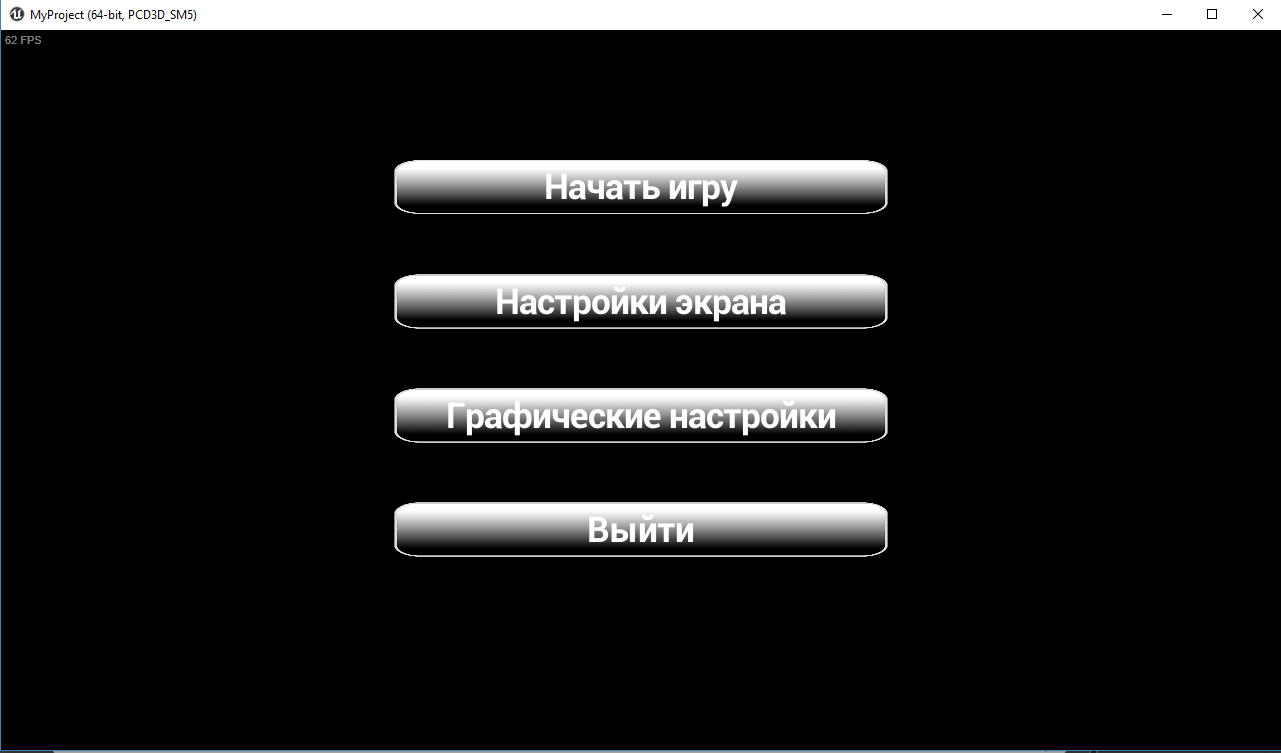 MyProject (64-bit, PCD3D_SM5)
62 FPS
Начать игру
Настройки экрана
Графические настройки
Выйти